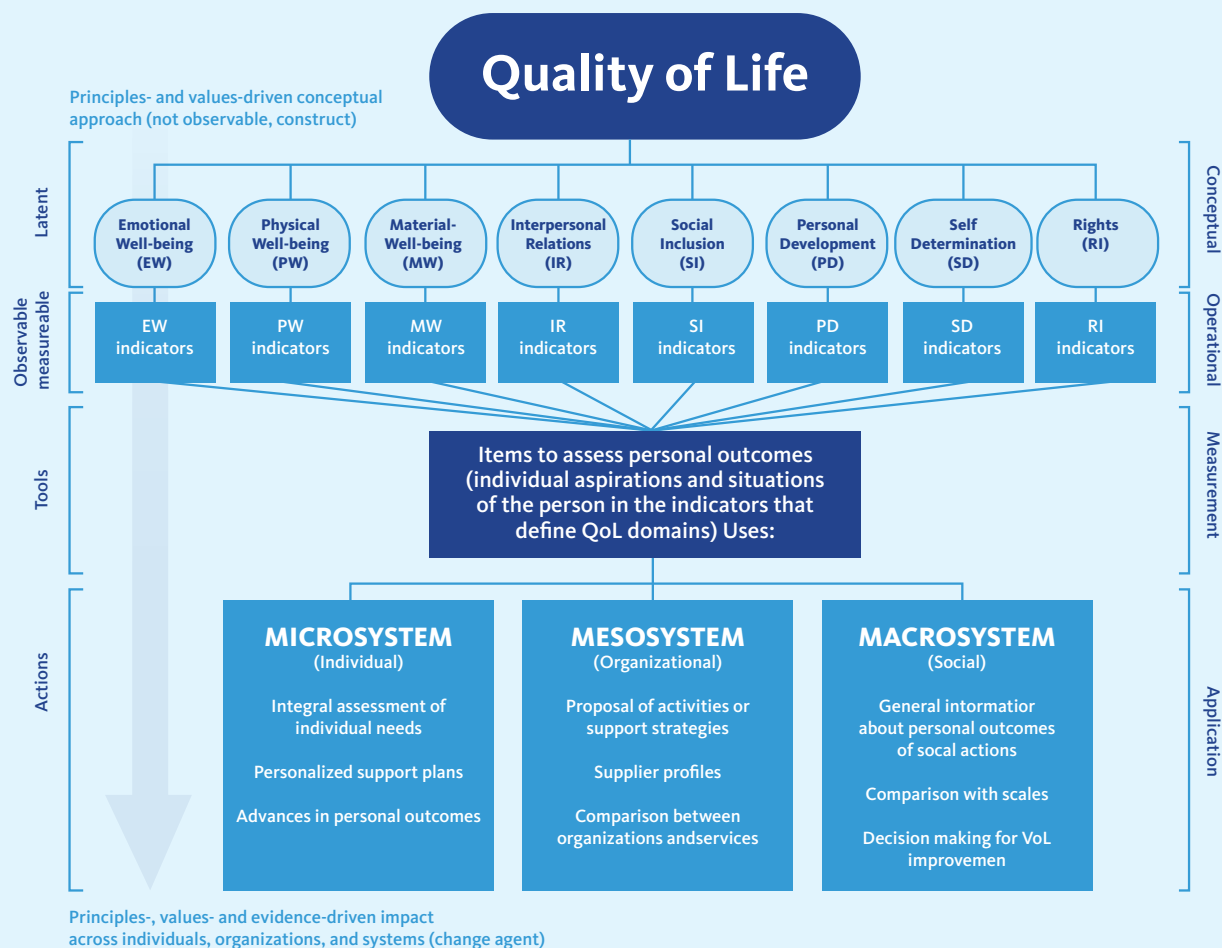 Quality of Life
Principles- and values-driven conceptual
approach (not observable, construct)
Latent
Conceptual
Emotional
Well-being
(EW)
Physical
Well-being
(PW)
Material-
Well-being
(MW)
Interpersonal
Relations
(IR)
Social
Inclusion
(SI)
Personal
Development
(PD)
Self
Determination
(SD)
Rights
(RI)
Observable
measureable
Operational
EW
indicators
PW
indicators
MW
indicators
IR
indicators
SI
indicators
PD
indicators
SD
indicators
RI
indicators
Tools
Measurement
Items to assess personal outcomes
(individual aspirations and situations
of the person in the indicators that
define QoL domains) Uses:
Actions
Application
MICROSYSTEM
(Individual)
Integral assessment of
individual needs
Personalized support plans
Advances in personal outcomes
MESOSYSTEM
(Organizational)
Proposal of activities or
support strategies
Supplier profiles
Comparison between
organizations andservices
MACROSYSTEM
(Social)
General intormatior
about personal outcomes
of socal actions
Comparison with scales
Decision making for VoL
improvemen
Principles-, values- and evidence-driven impact
across individuals, organizations, and systems (change agent)